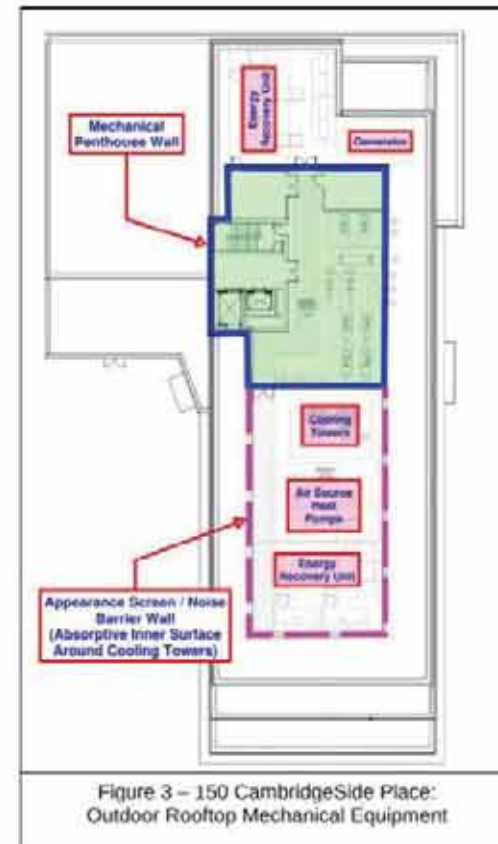 Energy
Recovery Unit
Mechanical
Penthouse Wall
Generator
Cooling
Towers
Air Source
Heat
Pumps
Energy
Recovery Unit
Appearance Screen / Noise
Barrier Wall
(Absorptive Inner Surface
Around Cooling Towers)
Figure 3 – 150 CambridgeSide Place:
Outdoor Rooftop Mechanical Equipment